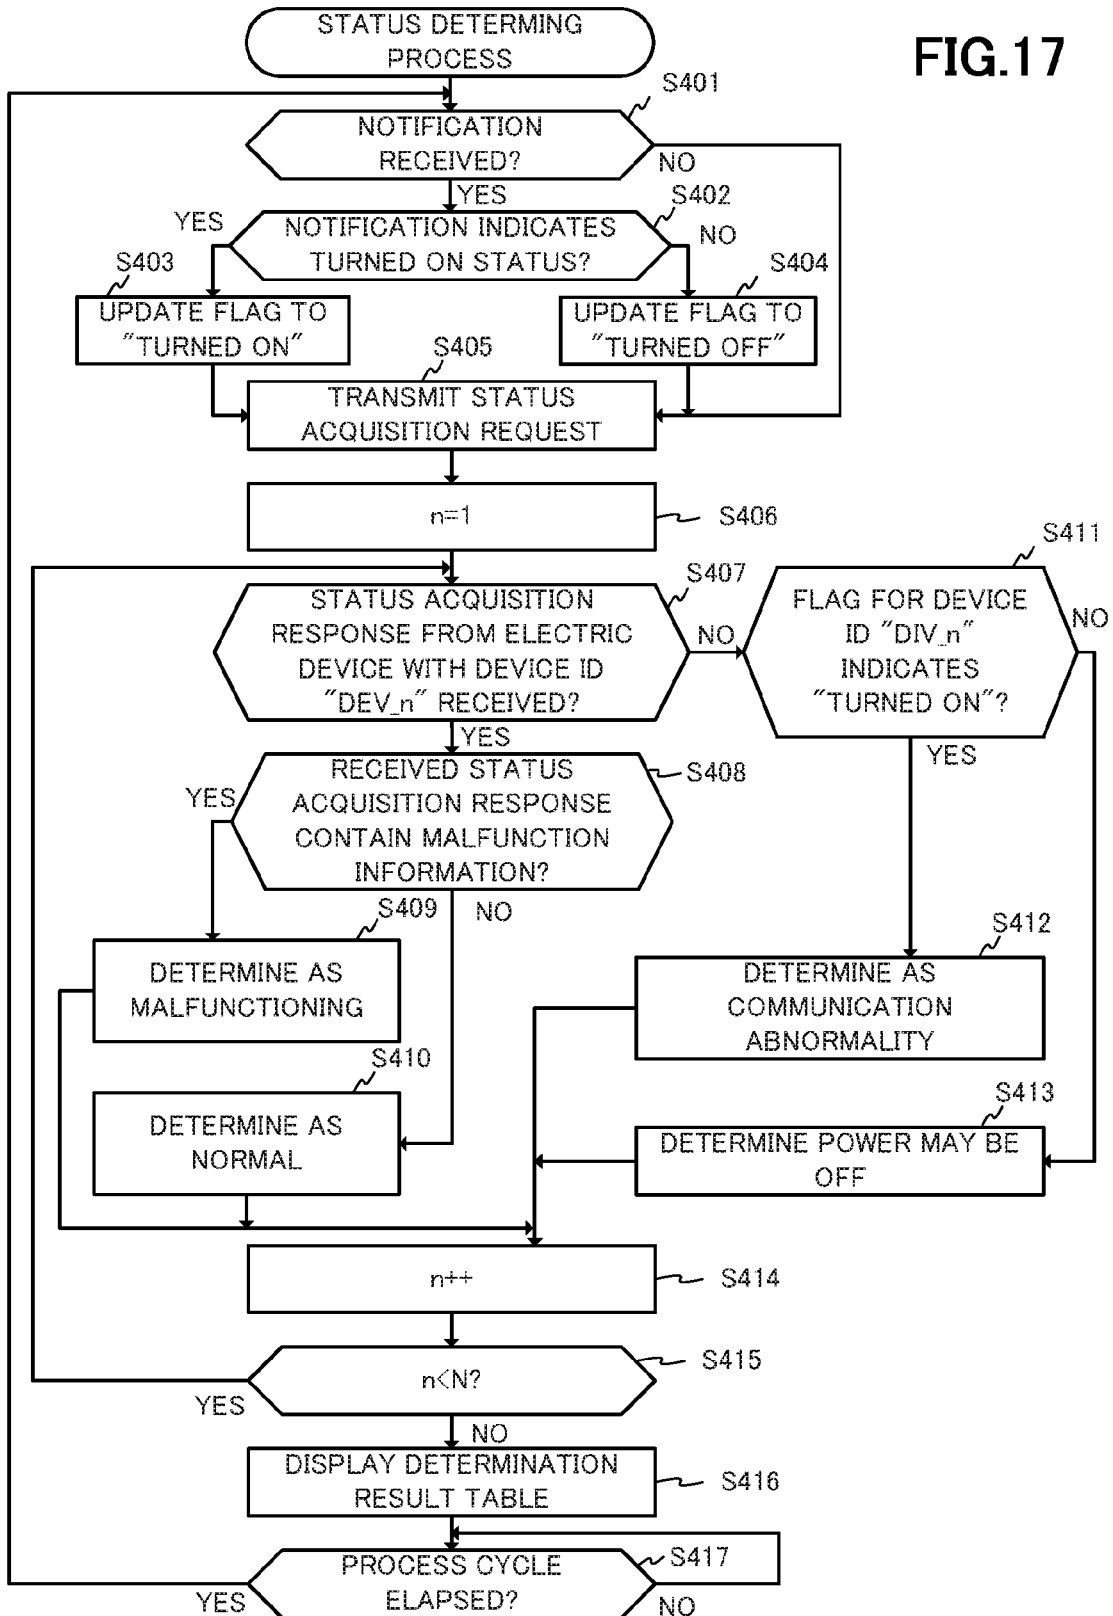 STATUS DETERMING
PROCESS
FIG.17
S401
NOTIFICATION
RECEIVED?
NO
YES
S402
YES
NOTIFICATION INDICATES
TURNED ON STATUS?
NO
S403
S404
UPDATE FLAG TO
"TURNED ON"
UPDATE FLAG TO
"TURNED OFF"
S405
TRANSMIT STATUS
ACQUISITION REQUEST
n=1
S406
S407
STATUS ACQUISITION
RESPONSE FROM ELECTRIC
DEVICE WITH DEVICE ID
"DEV_n" RECEIVED?
NO
S411
FLAG FOR DEVICE
ID "DIV_n"
INDICATES
"TURNED ON"?
NO
YES
YES
S408
RECEIVED STATUS
ACQUISITION RESPONSE
CONTAIN MALFUNCTION
INFORMATION?
YES
NO
S409
DETERMINE AS
MALFUNCTIONING
S412
DETERMINE AS
COMMUNICATION
ABNORMALITY
S410
DETERMINE AS
NORMAL
S413
DETERMINE POWER MAY BE
OFF
n++
S414
n<N?
S415
YES
NO
DISPLAY DETERMINATION
RESULT TABLE
S416
PROCESS CYCLE
ELAPSED?
S417
YES
NO